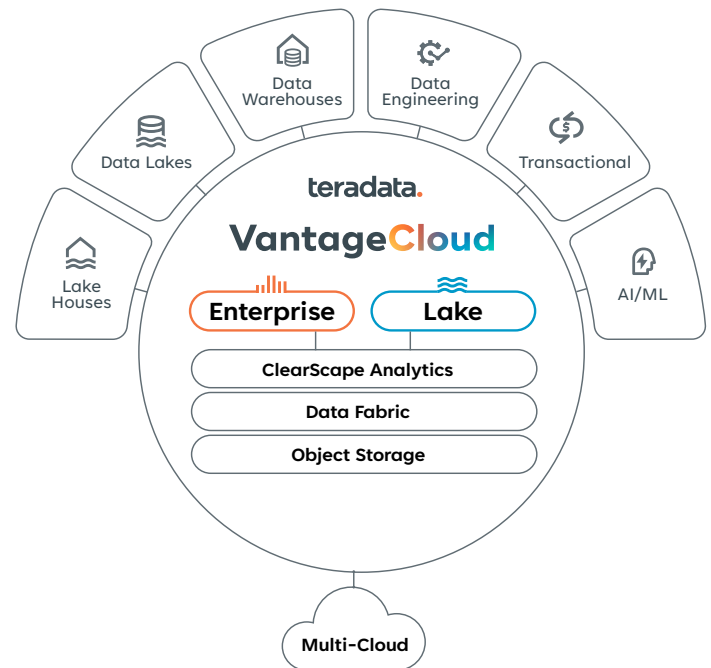 Data
Warehouses
Data
Engineering
Data Lakes
Transactional
Lake
Houses
AI/ML
teradata.
VantageCloud
Enterprise
Lake
ClearScape Analytics
Data Fabric
Object Storage
Multi-Cloud